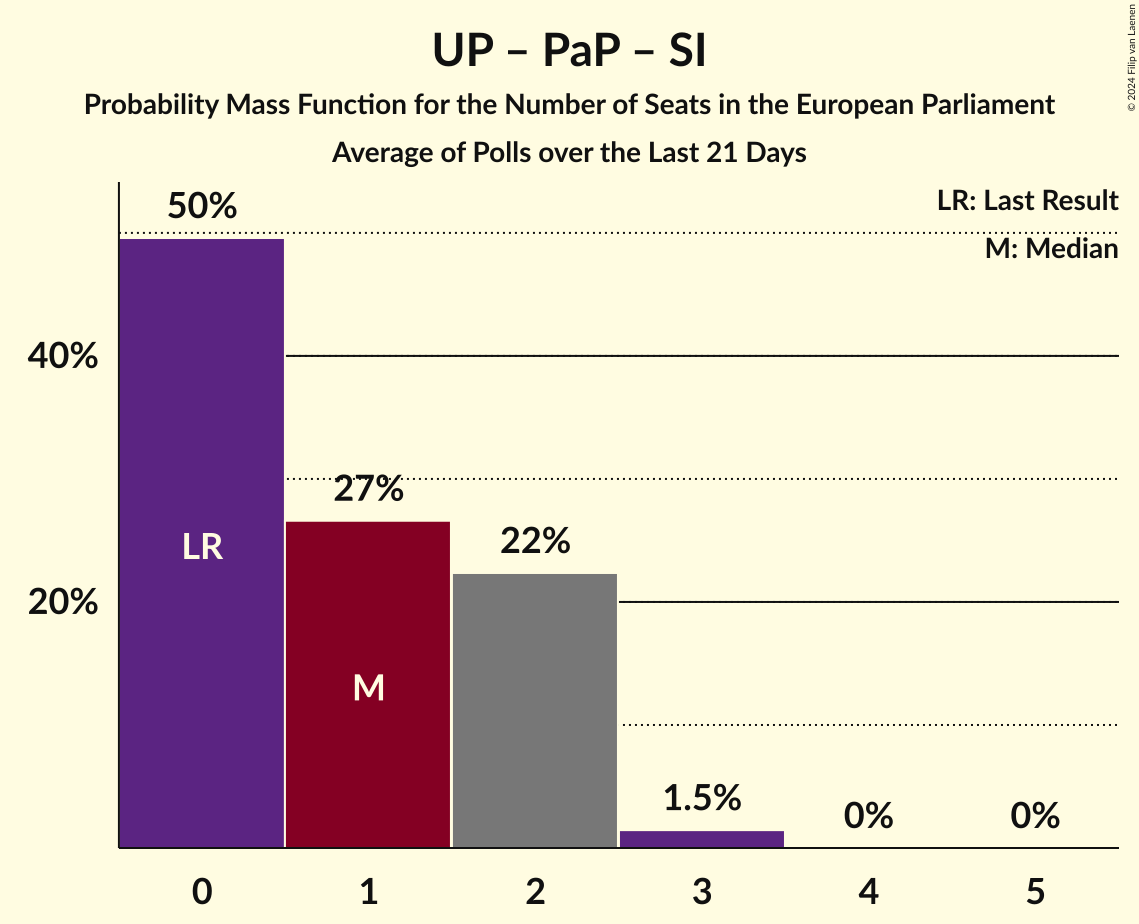 UP – PaP – SI
Probability Mass Function for the Number of Seats in the European Parliament
Average of Polls over the Last 21 Days
© 2024 Filip van Laenen
LR: Last Result
M: Median
50%
40%
27%
22%
LR
20%
M
1.5%
0%
0%
0
1
2
3
4
5